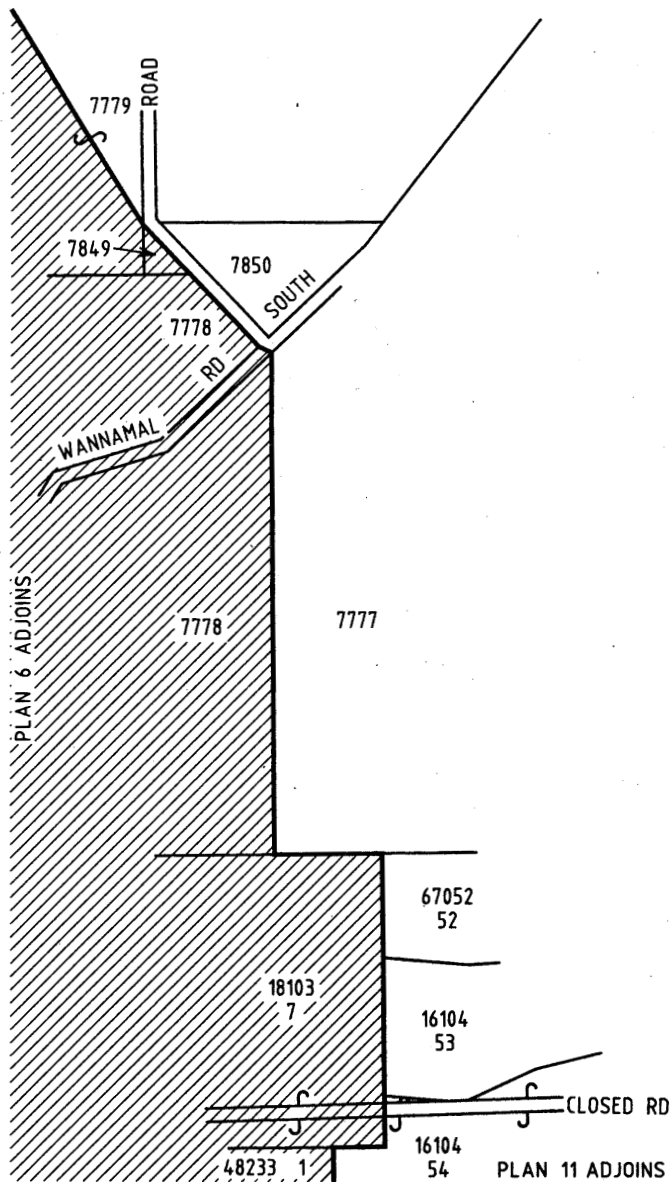 ROAD
7779
7849
7850
SOUTH
7778
RD
WANNAMAL
PLAN 6 ADJOINS
7778
7777
67052
52
18103
7
16104
53
CLOSED RD
16104
54
48233 1
PLAN 11 ADJOINS